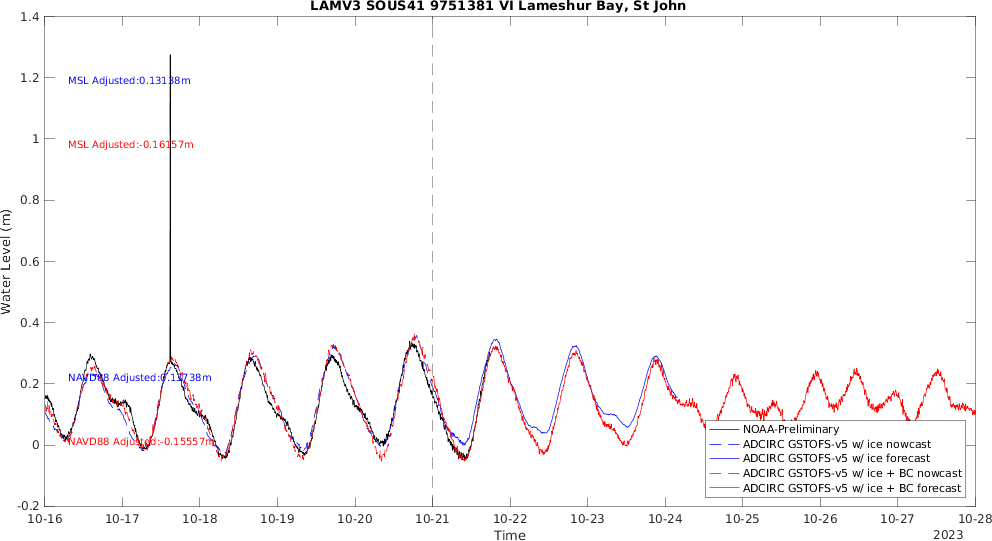 LAMV3 SOUS41 9751381 VI Lameshur Bay, St John
1.4
1.2
1
0.8
0.6
0.4
0.2
0
-0.2
Water Level (m)
MSL Adjusted:0.13138m
MSL Adjusted:-0.16157m
NAVD88 Adjusted:0.13738m
NAVD88 Adjusted:-0.15557m
NOAA-Preliminary
ADCIRC GSTOFS-v5 w/ ice nowcast
ADCIRC GSTOFS-v5 w/ ice forecast
ADCIRC GSTOFS-v5 w/ ice + BC nowcast
ADCIRC GSTOFS-v5 w/ ice + BC forecast
10-16 10-17 10-18 10-19 10-20 10-21 10-22 10-23 10-24 10-25 10-26 10-27 10-28
Time
2023